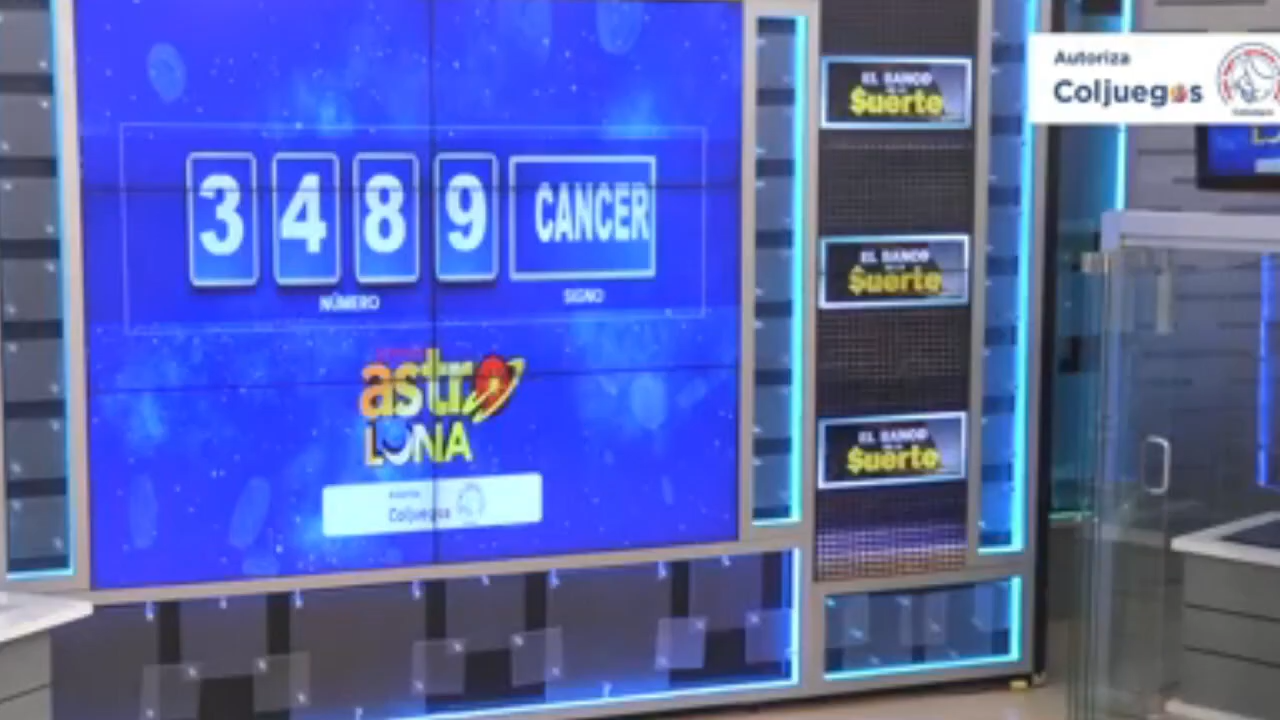 Autoriza
Coljuegos
EL BANCO
$uerte
3 4 8 9 CANCER
NÚMERO SIGNO
EL BANCO
$uerte
astro
LUNA
Coljuegos
EL BANCO
$uerte